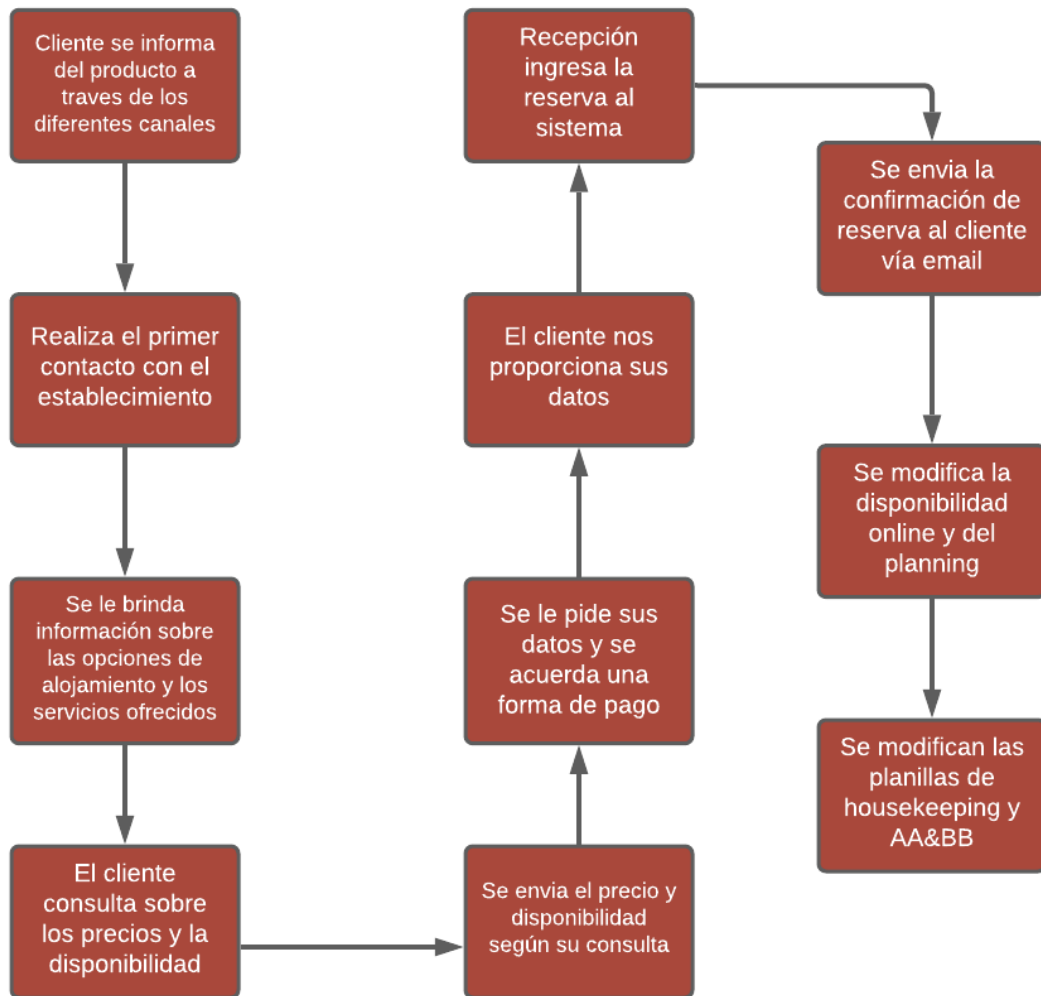 Cliente se informa
del producto a
traves de los
diferentes canales
Realiza el primer
contacto con el
establecimiento
Se le brinda
información sobre
las opciones de
alojamiento y los
servicios ofrecidos
El cliente
consulta sobre
los precios y la
disponibilidad
Se envia el precio y
disponibilidad
según su consulta
Se le pide sus
datos y se
acuerda una
forma de pago
El cliente nos
proporciona sus
datos
Recepción
ingresa la
reserva al
sistema
Se envia la
confirmación de
reserva al cliente
vía email
Se modifica la
disponibilidad
online y del
planning
Se modifican las
planillas de
housekeeping y
AA&BB